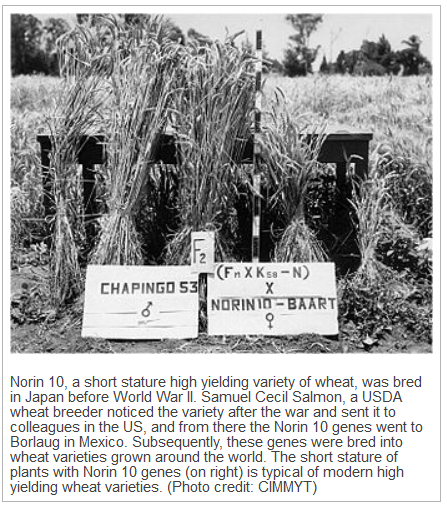 F2
CHAPINGO 53
♂
(Fn X K58 - N)
X
NORIN 10 - BAART
♀
Norin 10, a short stature high yielding variety of wheat, was bred
in Japan before World War II. Samuel Cecil Salmon, a USDA
wheat breeder noticed the variety after the war and sent it to
colleagues in the US, and from there the Norin 10 genes went to
Borlaug in Mexico. Subsequently, these genes were bred into
wheat varieties grown around the world. The short stature of
plants with Norin 10 genes (on right) is typical of modern high
yielding wheat varieties. (Photo credit: CIMMYT)